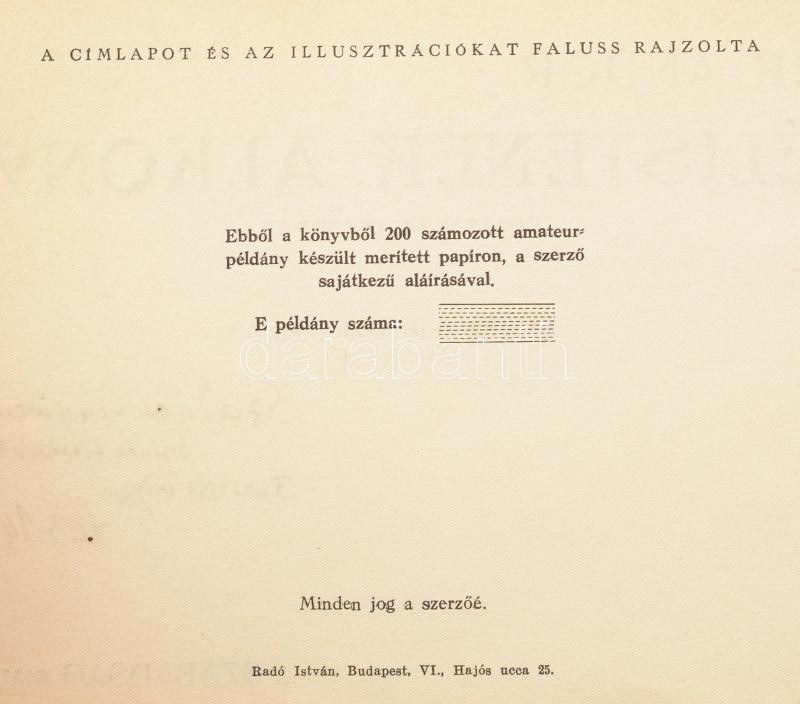 A CÍMLAPOT ÉS AZ ILLUSZTRÁCIÓKAT FALUSS RAJZOLTA
Ebből a könyvből 200 számozott amateur=
példány készült merített papíron, a szerző
sajátkezű aláírásával.
E példány száma:
darabanth
Minden jog a szerzőé.
Radó István, Budapest, VI., Hajós ucca 25.